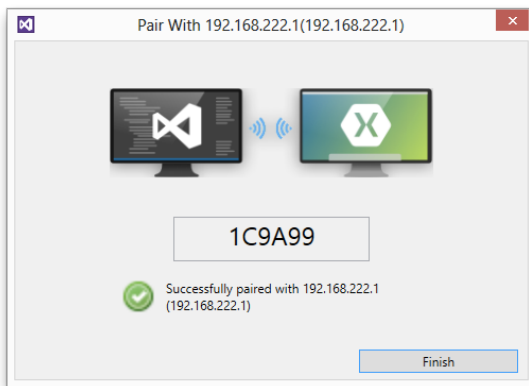 Pair With 192.168.222.1(192.168.222.1)
1C9A99
Successfully paired with 192.168.222.1
(192.168.222.1)
Finish